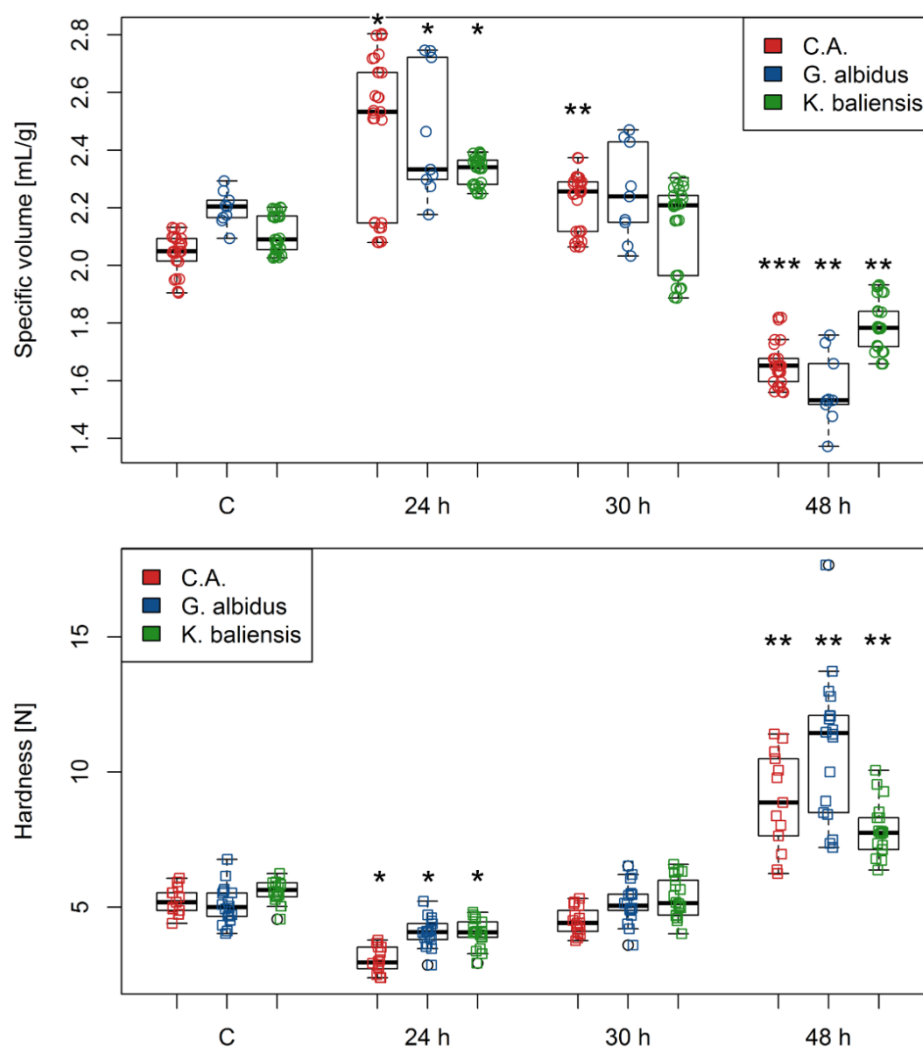 Specific volume [mL/g]
2.8
2.6
2.4
2.2
2.0
1.8
1.6
1.4
* * *
**
*** ** **
C.A.
G. albidus
K. baliensis
C 24 h 30 h 48 h
Hardness [N]
15
10
5
C.A.
G. albidus
K. baliensis
** ** **
* * *
C 24 h 30 h 48 h